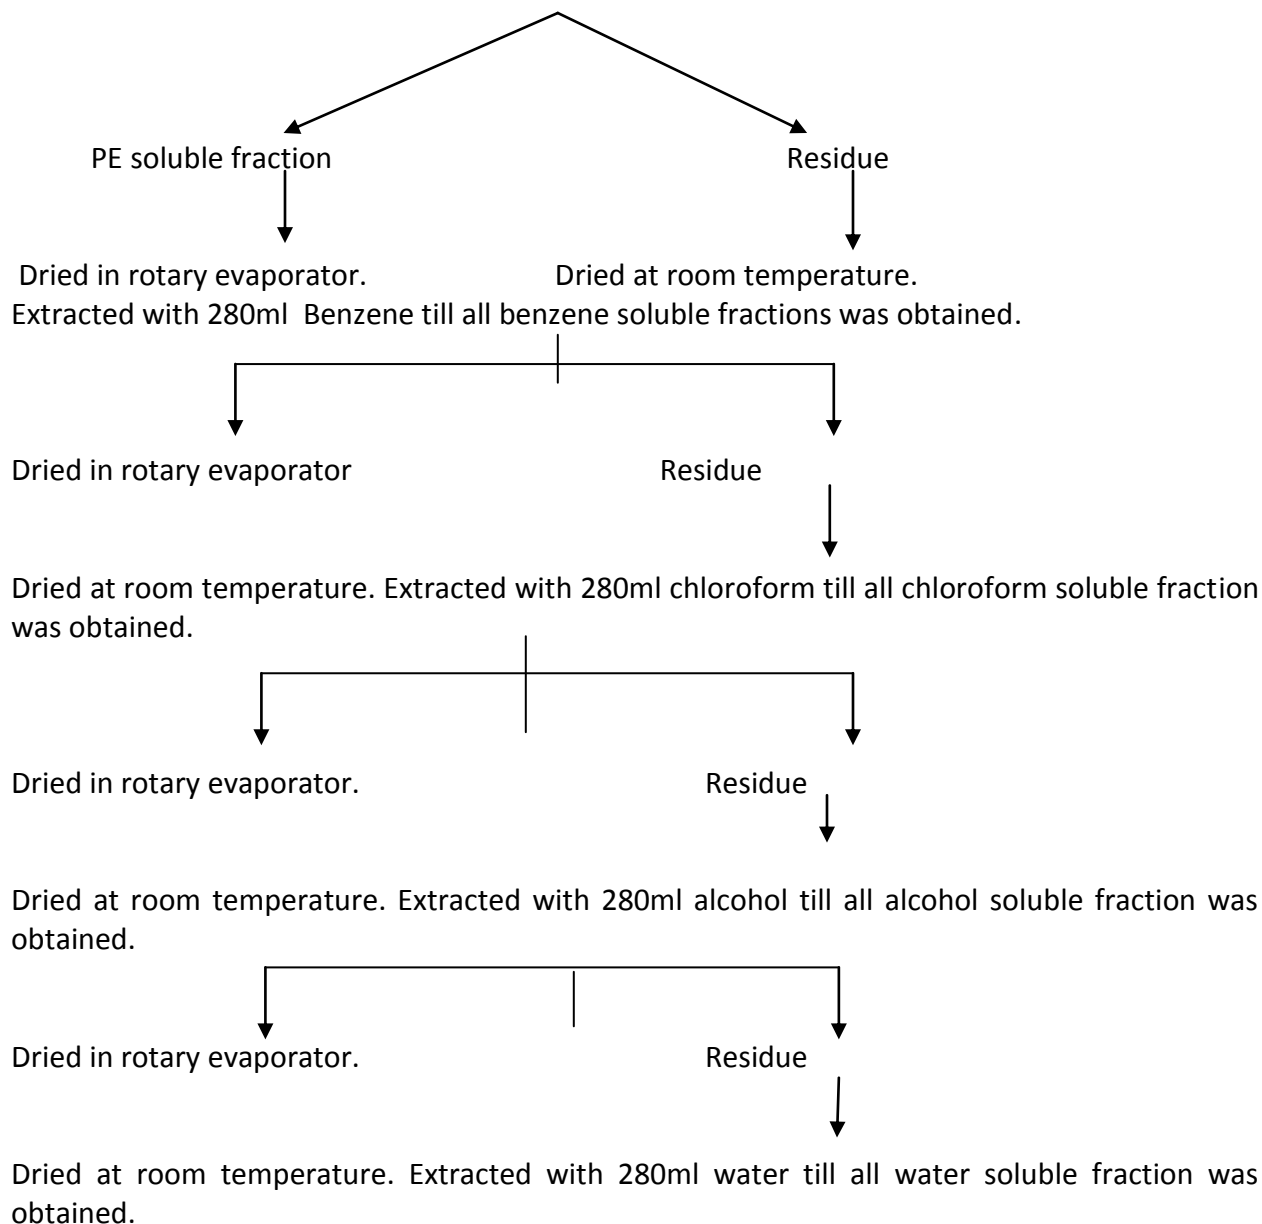 PE soluble fraction Residue
Dried in rotary evaporator. Dried at room temperature.
Extracted with 280ml Benzene till all benzene soluble fractions was obtained.
Dried in rotary evaporator Residue
Dried at room temperature. Extracted with 280ml chloroform till all chloroform soluble fraction
was obtained.
Dried in rotary evaporator. Residue
Dried at room temperature. Extracted with 280ml alcohol till all alcohol soluble fraction was
obtained.
Dried in rotary evaporator. Residue
Dried at room temperature. Extracted with 280ml water till all water soluble fraction was
obtained.